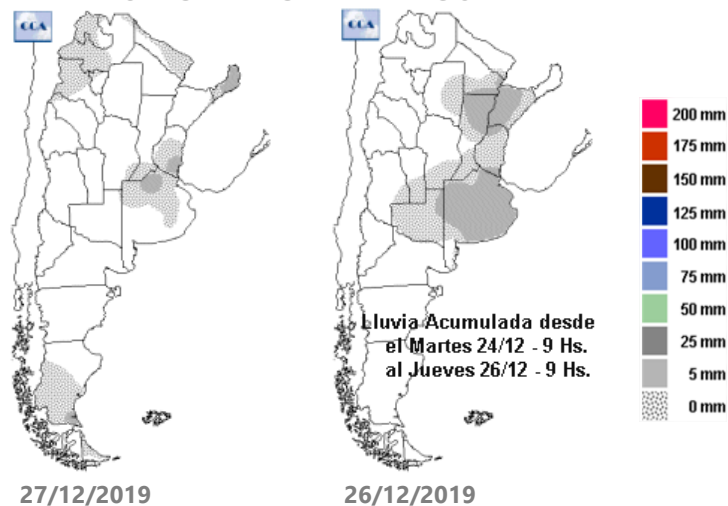 CCA
CCA
200 mm
175 mm
150 mm
125 mm
100 mm
75 mm
50 mm
25 mm
5 mm
0 mm
Lluvia Acumulada desde
el Martes 24/12 - 9 Hs.
al Jueves 26/12 - 9 Hs.
27/12/2019
26/12/2019